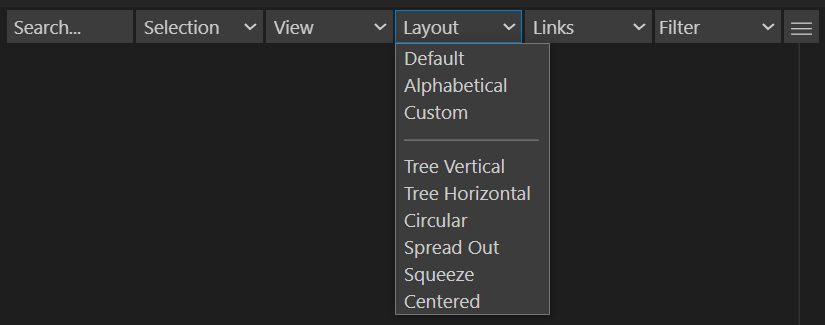 Search... Selection View Layout Links Filter
Default
Alphabetical
Custom
Tree Vertical
Tree Horizontal
Circular
Spread Out
Squeeze
Centered